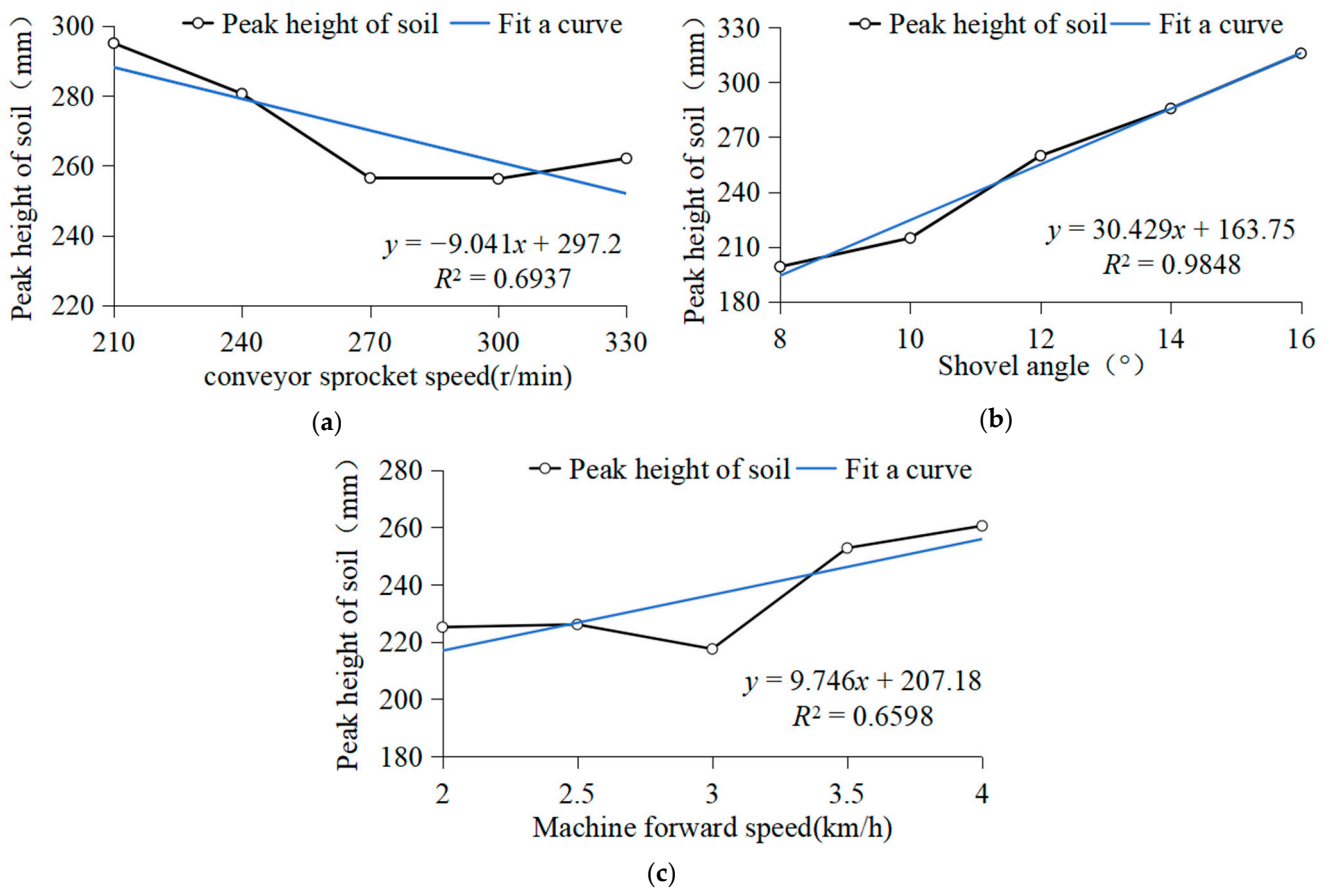 Peak height of soil Fit a curve
Peak height of soil（mm）
300
280
260
240
220
y = −9.041x + 297.2
R² = 0.6937
210 240 270 300 330
conveyor sprocket speed(r/min)
(a)
Peak height of soil Fit a curve
Peak height of soil（mm）
330
300
270
240
210
180
y = 30.429x + 163.75
R² = 0.9848
8 10 12 14 16
Shovel angle（°）
(b)
Peak height of soil Fit a curve
Peak height of soil（mm）
280
260
240
220
200
180
y = 9.746x + 207.18
R² = 0.6598
2 2.5 3 3.5 4
Machine forward speed(km/h)
(c)